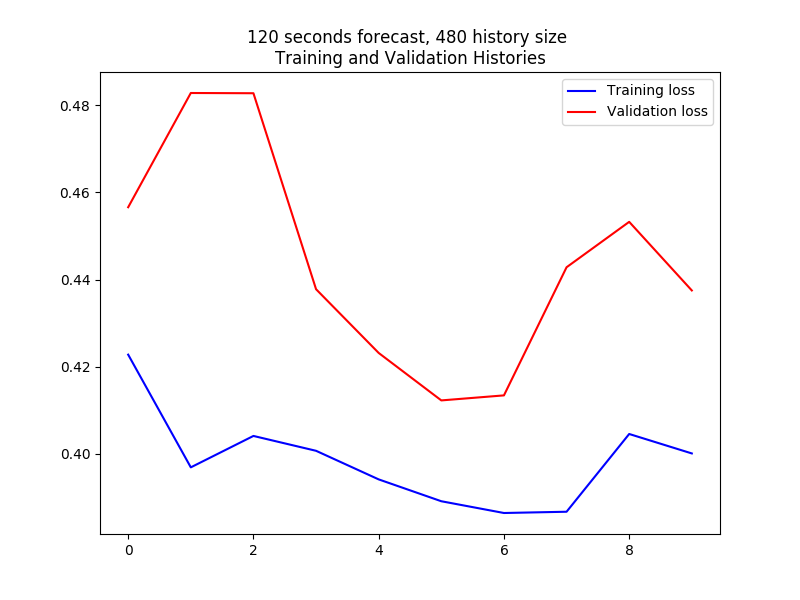 120 seconds forecast, 480 history size
Training and Validation Histories
Training loss
Validation loss
0.48
0.46
0.44
0.42
0.40
0
2
4
6
8